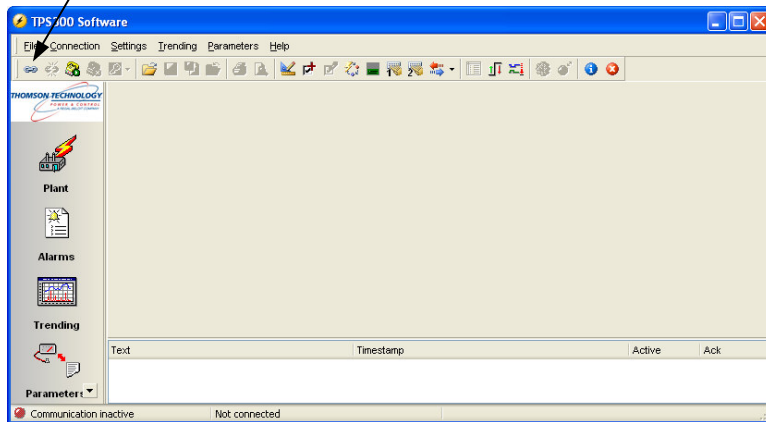 TPS300 Software
File Connection Settings Trending Parameters Help
THOMSON TECHNOLOGY
POWER & CONTROL
Plant
Alarms
Trending
Text Timestamp Active Ack
Parameters
Communication inactive Not connected